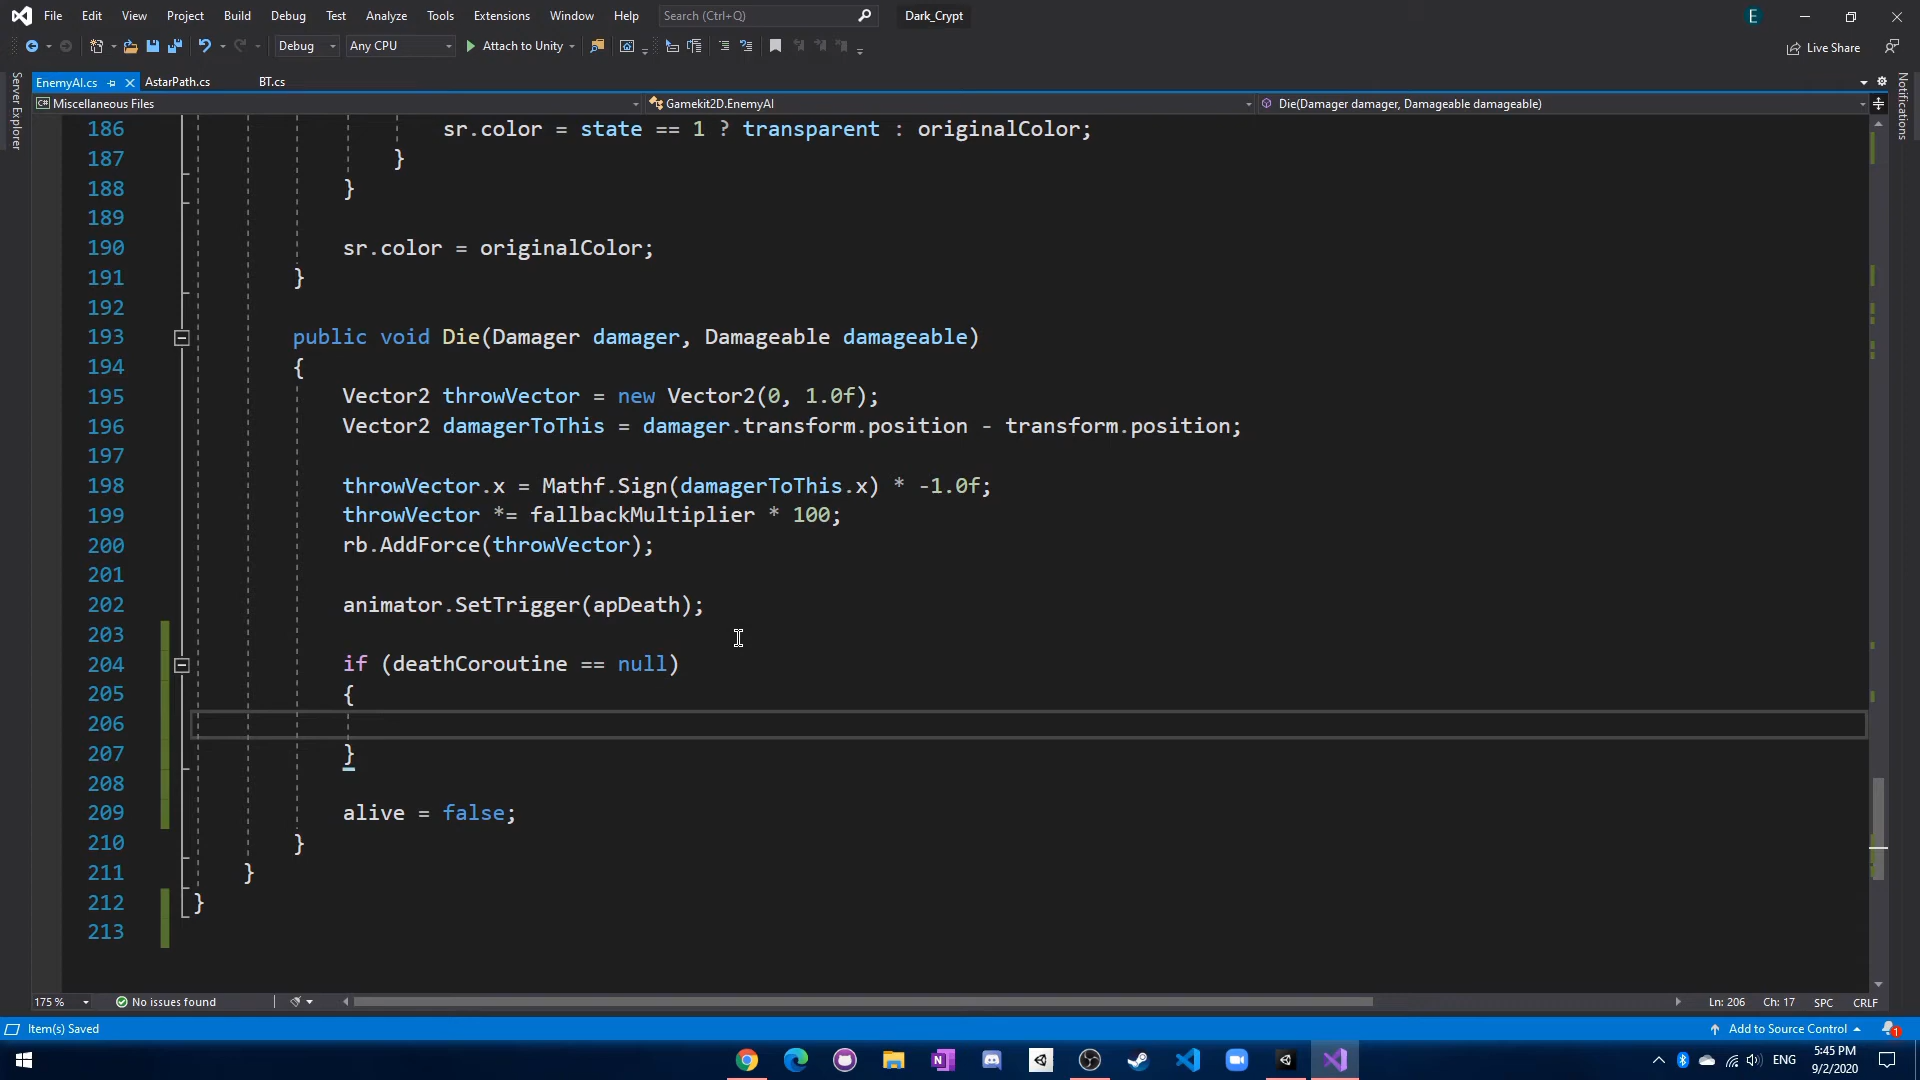 File Edit View Project Build Debug Test Analyze Tools Extensions Window Help Search (Ctrl+Q) Dark_Crypt E
Debug Any CPU Attach to Unity Live Share
EnemyAI.cs AstarPath.cs BT.cs
C# Miscellaneous Files Gamekit2D.EnemyAI Die(Damager damager, Damageable damageable)
Server Explorer
Notifications
186 sr.color = state == 1 ? transparent : originalColor;
187 }
188 }
189
190 sr.color = originalColor;
191 }
192
193 public void Die(Damager damager, Damageable damageable)
194 {
195 Vector2 throwVector = new Vector2(0, 1.0f);
196 Vector2 damagerToThis = damager.transform.position - transform.position;
197
198 throwVector.x = Mathf.Sign(damagerToThis.x) * -1.0f;
199 throwVector *= fallbackMultiplier * 100;
200 rb.AddForce(throwVector);
201
202 animator.SetTrigger(apDeath);
203
204 if (deathCoroutine == null)
205 {
206
207 }
208
209 alive = false;
210 }
211 }
212 }
213
175 % No issues found Ln: 206 Ch: 17 SPC CRLF
Item(s) Saved Add to Source Control 1
ENG 5:45 PM
9/2/2020